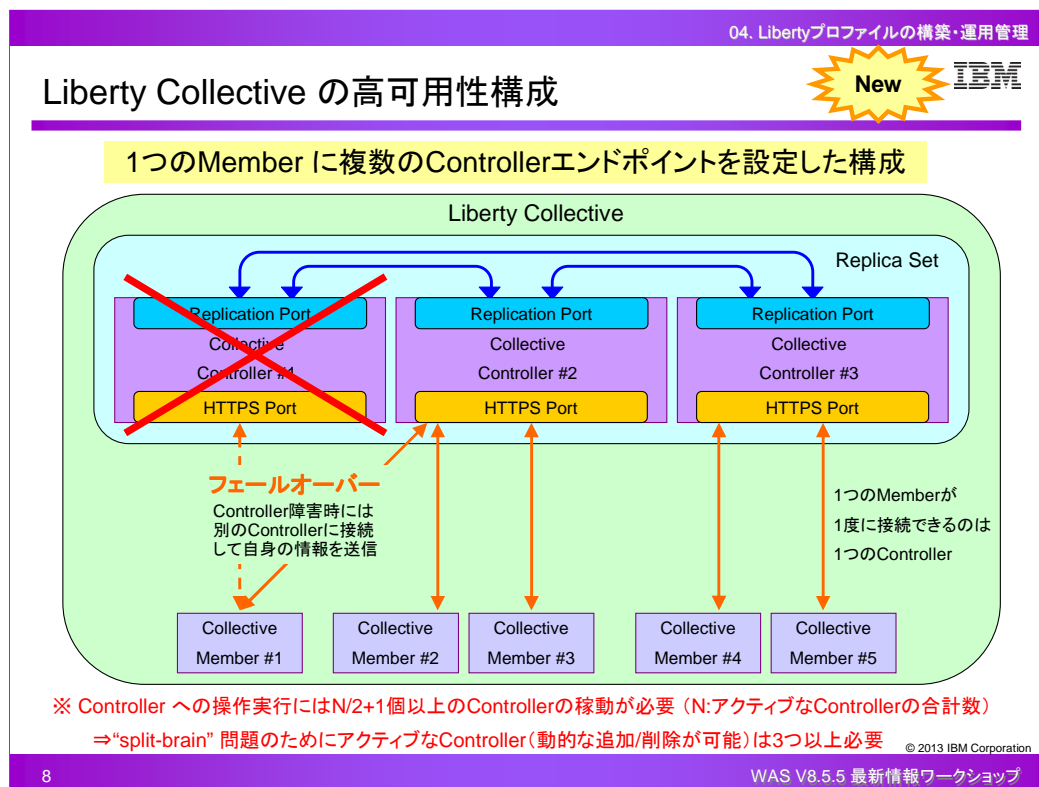 04. Libertyプロファイルの構築・運用管理
Liberty Collective の高可用性構成
New
IBM
1つのMember に複数のControllerエンドポイントを設定した構成
Liberty Collective
Replica Set
Replication Port
Collective
Controller #1
HTTPS Port
Replication Port
Collective
Controller #2
HTTPS Port
Replication Port
Collective
Controller #3
HTTPS Port
フェールオーバー
Controller障害時には
別のControllerに接続
して自身の情報を送信
1つのMemberが
1度に接続できるのは
1つのController
Collective
Member #1
Collective
Member #2
Collective
Member #3
Collective
Member #4
Collective
Member #5
※ Controller への操作実行にはN/2+1個以上のControllerの稼動が必要 (N:アクティブなControllerの合計数)
⇒“split-brain” 問題のためにアクティブなController(動的な追加/削除が可能)は3つ以上必要
© 2013 IBM Corporation
8
WAS V8.5.5 最新情報ワークショップ